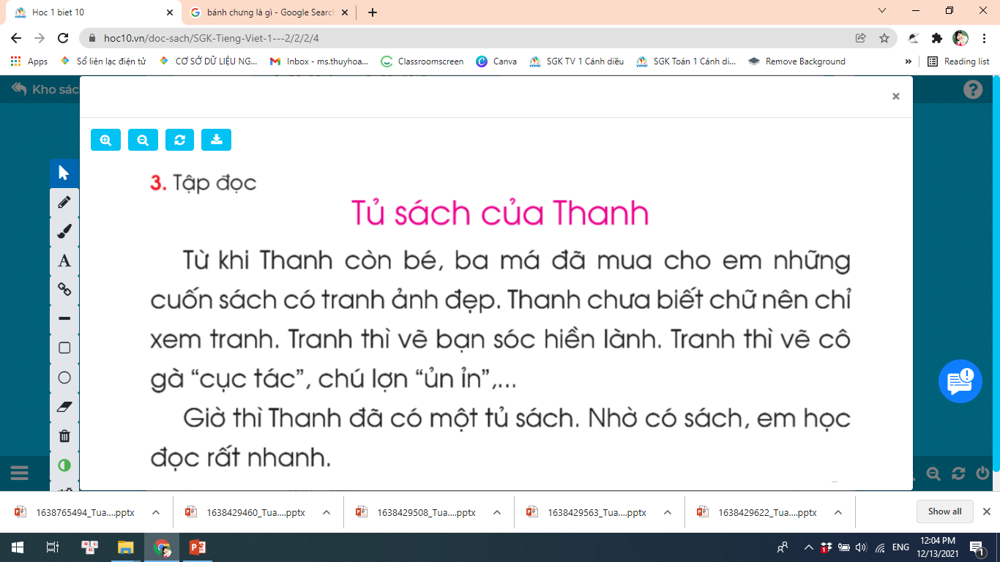 Hoc 1 biet 10
bánh chưng là gì - Google Search
hoc10.vn/doc-sach/SGK-Tieng-Viet-1---2/2/2/4
Apps Sổ liên lạc điện tử CƠ SỞ DỮ LIỆU NG... Inbox - ms.thuyhoa... Classroomscreen Canva SGK TV 1 Cánh diều SGK Toán 1 Cánh di... Remove Background » Reading list
Kho sác
3. Tập đọc
Tủ sách của Thanh
Từ khi Thanh còn bé, ba má đã mua cho em những
cuốn sách có tranh ảnh đẹp. Thanh chưa biết chữ nên chỉ
xem tranh. Tranh thì vẽ bạn sóc hiền lành. Tranh thì vẽ cô
gà “cục tác”, chú lợn “ủn ỉn”,...
Giờ thì Thanh đã có một tủ sách. Nhờ có sách, em học
đọc rất nhanh.
1638765494_Tua....pptx 1638429460_Tua....pptx 1638429508_Tua....pptx 1638429563_Tua....pptx 1638429622_Tua....pptx Show all
ENG
12:04 PM
12/13/2021